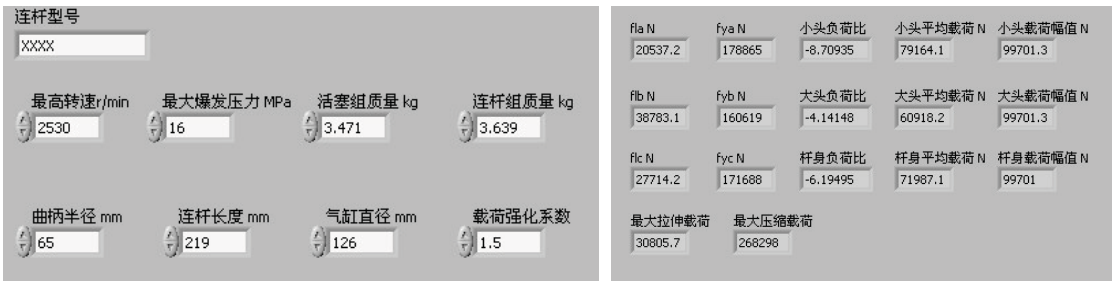 连杆型号
XXXX
最高转速r/min 最大爆发压力 MPa 活塞组质量 kg 连杆组质量 kg
2530 16 3.471 3.639
曲柄半径 mm 连杆长度 mm 气缸直径 mm 载荷强化系数
65 219 126 1.5
fla N fya N 小头负荷比 小头平均载荷 N 小头载荷幅值 N
20537.2 178865 -8.70935 79164.1 99701.3
flb N fyb N 大头负荷比 大头平均载荷 N 大头载荷幅值 N
38783.1 160619 -4.14148 60918.2 99701.3
flc N fyc N 杆身负荷比 杆身平均载荷 N 杆身载荷幅值 N
27714.2 171688 -6.19495 71987.1 99701
最大拉伸载荷 最大压缩载荷
30805.7 268298